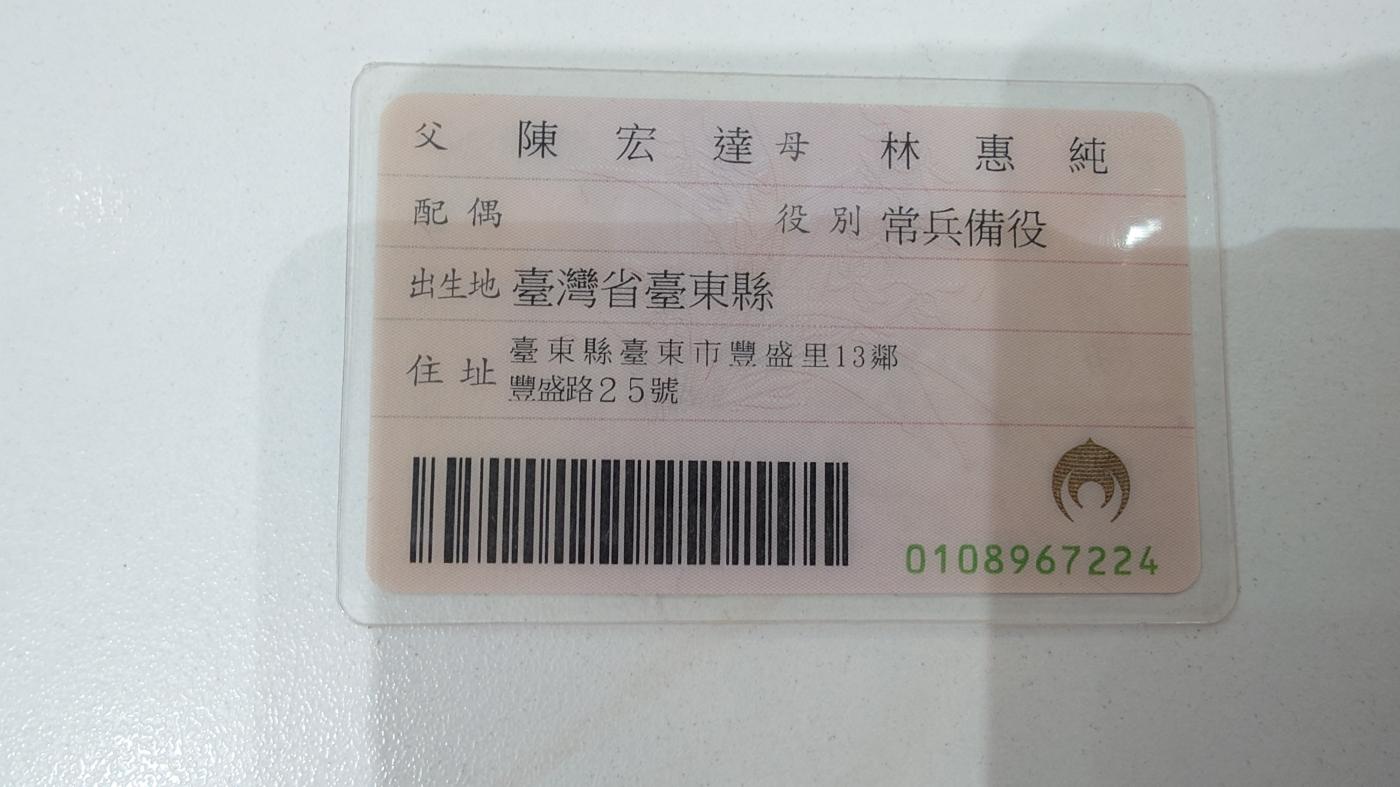 父 陳宏達 母 林惠純
配偶 役別 常兵備役
出生地 臺灣省臺東縣
住址 臺東縣臺東市豐盛里13鄰
豐盛路25號
0108967224